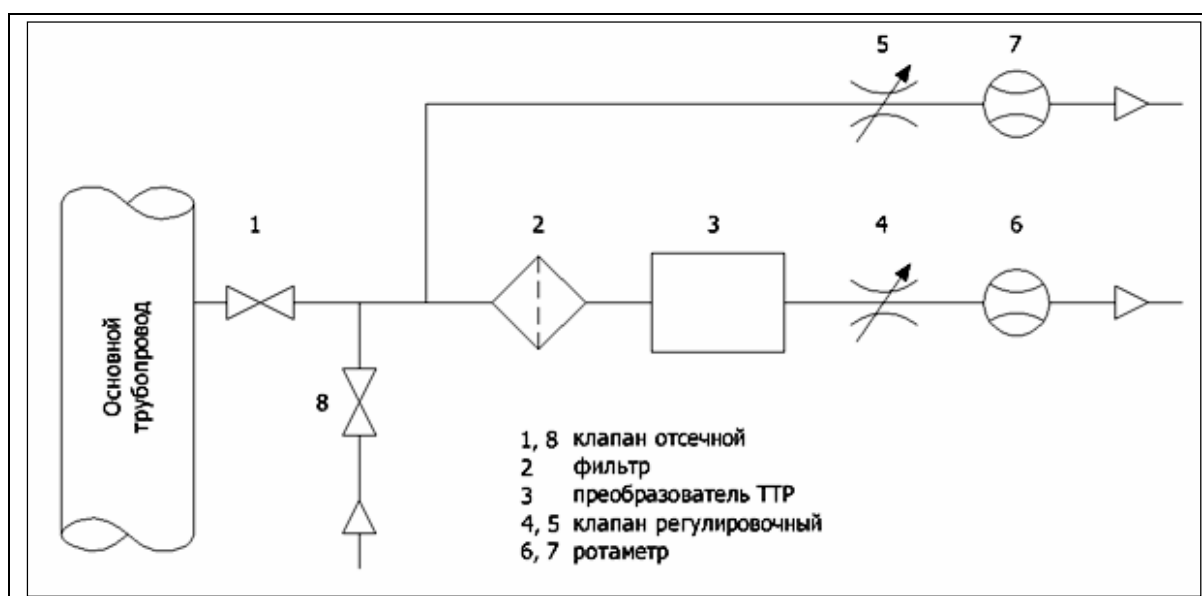 5 7
1 2 3 4 6
Основной
трубопровод
8
1, 8 клапан отсечной
2 фильтр
3 преобразователь ТТР
4, 5 клапан регулировочный
6, 7 ротаметр